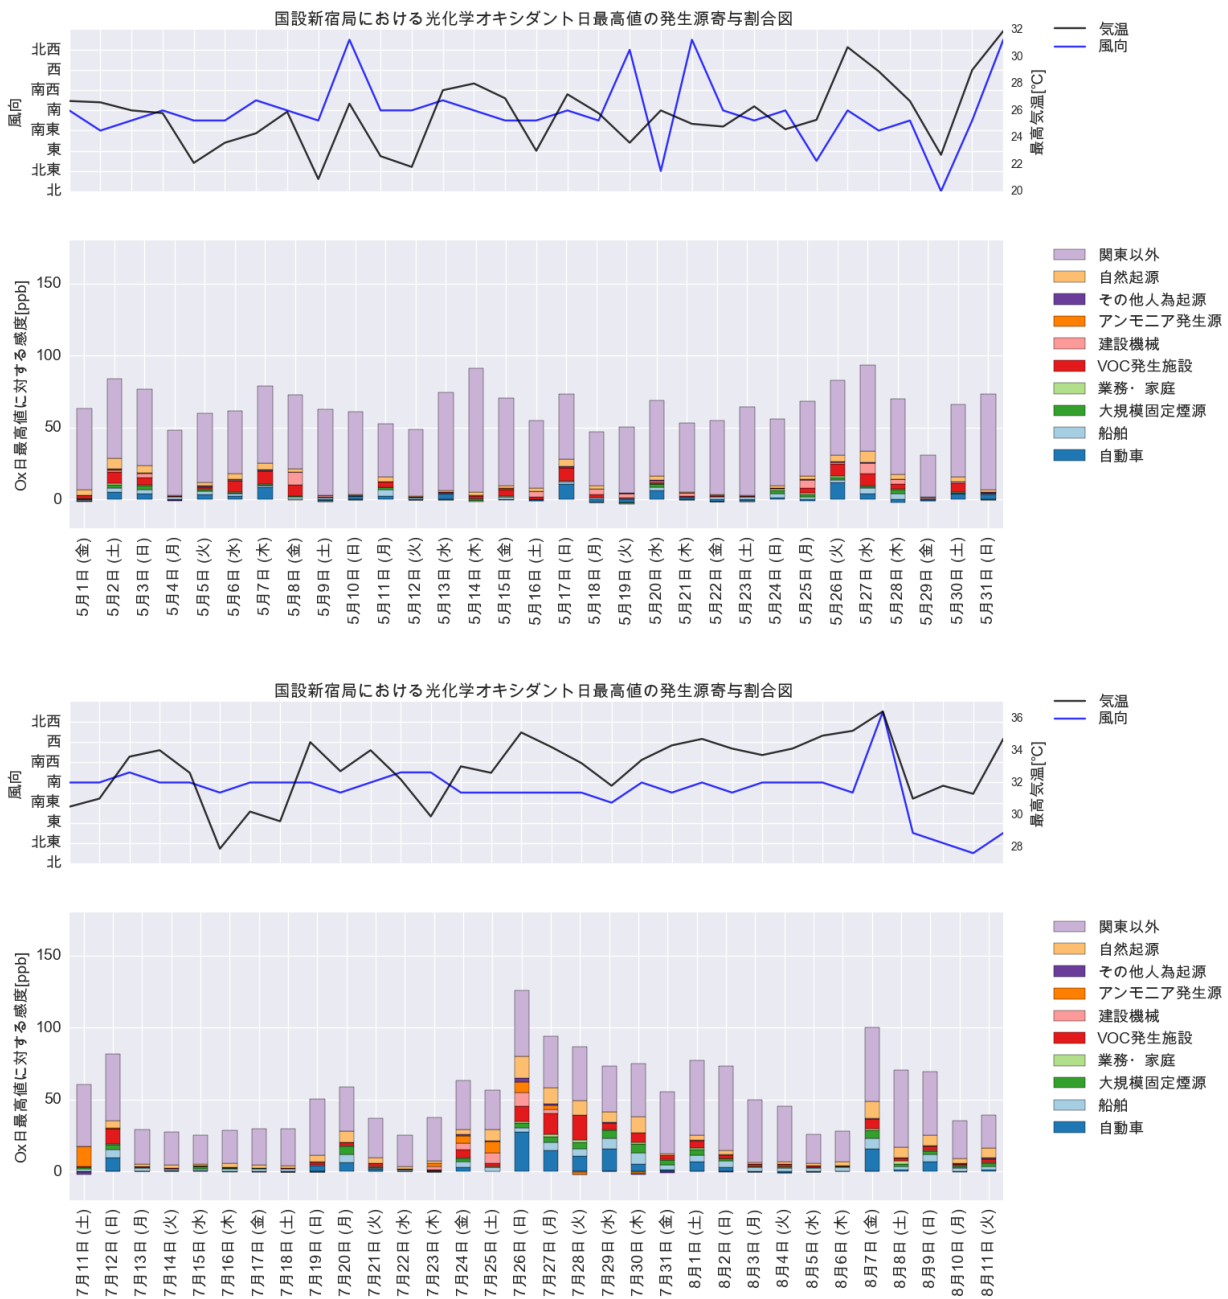 国設新宿局における光化学オキシダント日最高値の発生源寄与割合図
北西
西
南西
南
南東
東
北東
北
風向
32
30
28
26
24
22
20
最高気温[℃]
気温
風向
150
100
50
0
Ox日最高値に対する感度[ppb]
関東以外
自然起源
その他人為起源
アンモニア発生源
建設機械
VOC発生施設
業務・家庭
大規模固定煙源
船舶
自動車
5月1日 (金)
5月2日 (土)
5月3日 (日)
5月4日 (月)
5月5日 (火)
5月6日 (水)
5月7日 (木)
5月8日 (金)
5月9日 (土)
5月10日 (日)
5月11日 (月)
5月12日 (火)
5月13日 (水)
5月14日 (木)
5月15日 (金)
5月16日 (土)
5月17日 (日)
5月18日 (月)
5月19日 (火)
5月20日 (水)
5月21日 (木)
5月22日 (金)
5月23日 (土)
5月24日 (日)
5月25日 (月)
5月26日 (火)
5月27日 (水)
5月28日 (木)
5月29日 (金)
5月30日 (土)
5月31日 (日)
国設新宿局における光化学オキシダント日最高値の発生源寄与割合図
北西
西
南西
南
南東
東
北東
北
風向
36
34
32
30
28
最高気温[℃]
気温
風向
150
100
50
0
Ox日最高値に対する感度[ppb]
関東以外
自然起源
その他人為起源
アンモニア発生源
建設機械
VOC発生施設
業務・家庭
大規模固定煙源
船舶
自動車
7月11日 (土)
7月12日 (日)
7月13日 (月)
7月14日 (火)
7月15日 (水)
7月16日 (木)
7月17日 (金)
7月18日 (土)
7月19日 (日)
7月20日 (月)
7月21日 (火)
7月22日 (水)
7月23日 (木)
7月24日 (金)
7月25日 (土)
7月26日 (日)
7月27日 (月)
7月28日 (火)
7月29日 (水)
7月30日 (木)
7月31日 (金)
8月1日 (土)
8月2日 (日)
8月3日 (月)
8月4日 (火)
8月5日 (水)
8月6日 (木)
8月7日 (金)
8月8日 (土)
8月9日 (日)
8月10日 (月)
8月11日 (火)